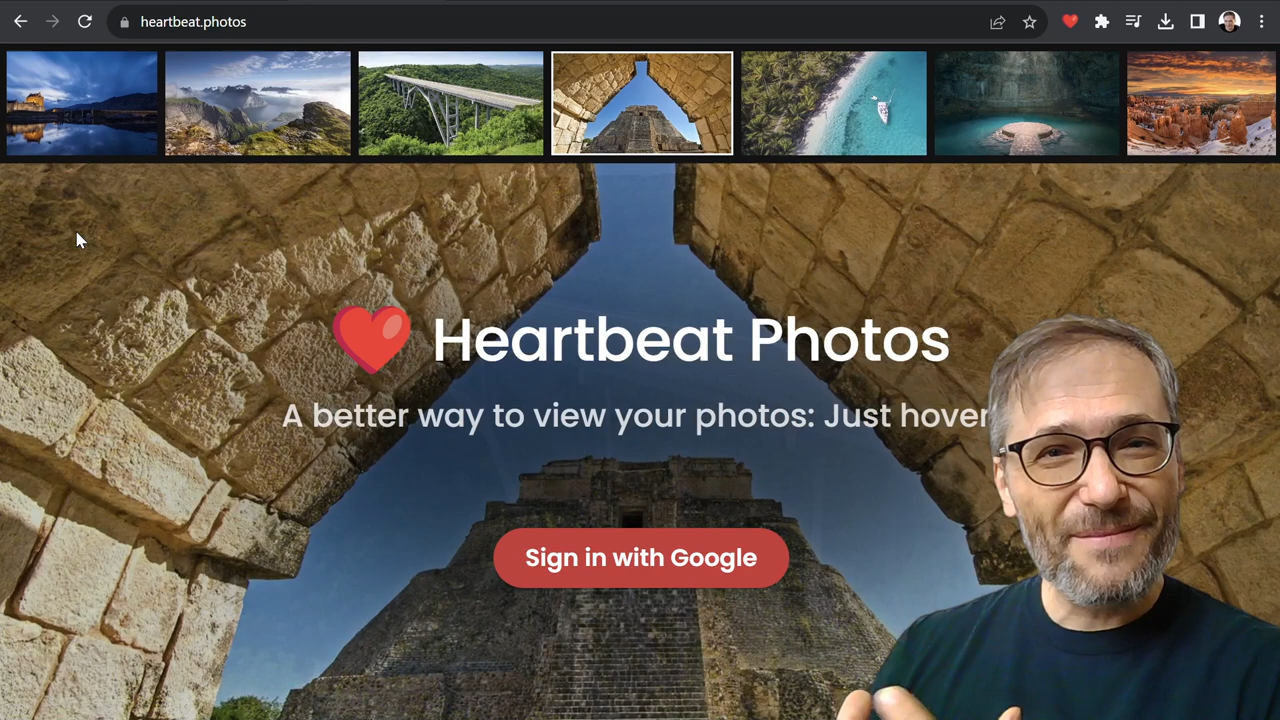 heartbeat.photos
Heartbeat Photos
A better way to view your photos: Just hover
Sign in with Google